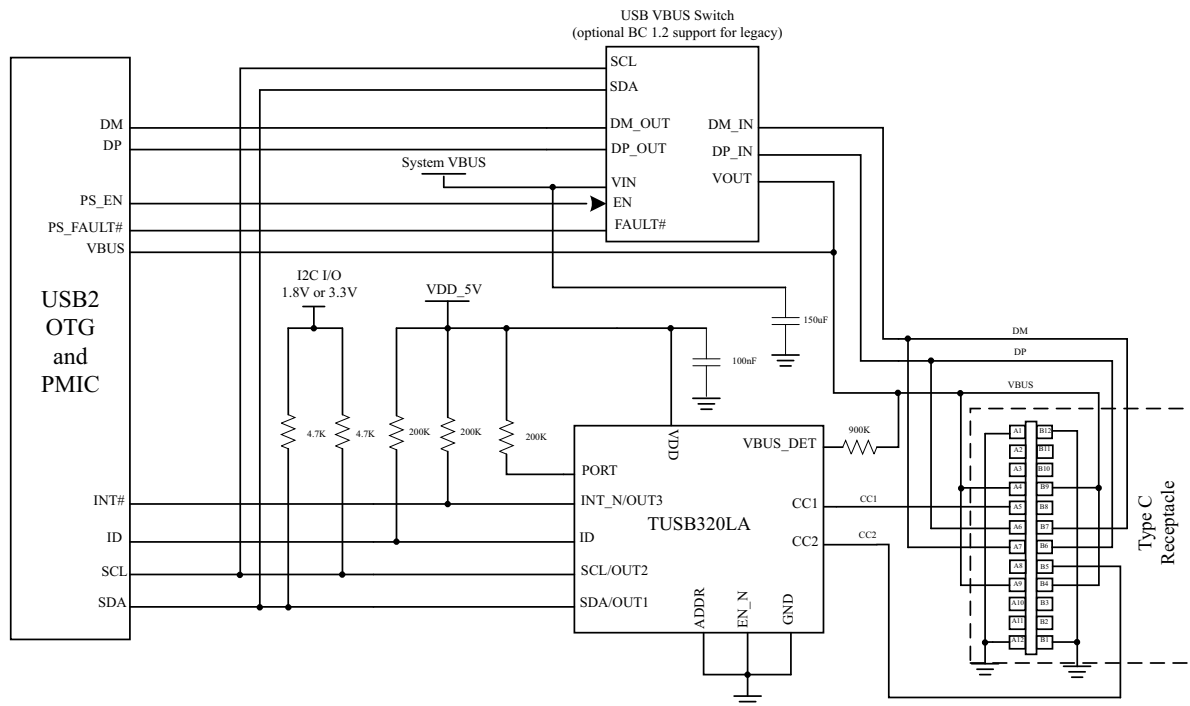 USB VBUS Switch
(optional BC 1.2 support for legacy)
SCL
SDA
DM_OUT
DP_OUT
VIN
EN
FAULT#
DM_IN
DP_IN
VOUT
System VBUS
DM
DP
PS_EN
PS_FAULT#
VBUS
USB2
OTG
and
PMIC
INT#
ID
SCL
SDA
I2C I/O
1.8V or 3.3V
VDD_5V
4.7K
4.7K
200K
200K
200K
150uF
100nF
VDD
VBUS_DET
900K
PORT
INT_N/OUT3
ID
SCL/OUT2
SDA/OUT1
TUSB320LA
CC1
CC2
ADDR
EN_N
GND
CC1
CC2
DM
DP
VBUS
A1
A2
A3
A4
A5
A6
A7
A8
A9
A10
A11
A12
B12
B11
B10
B9
B8
B7
B6
B5
B4
B3
B2
B1
Type C
Receptacle